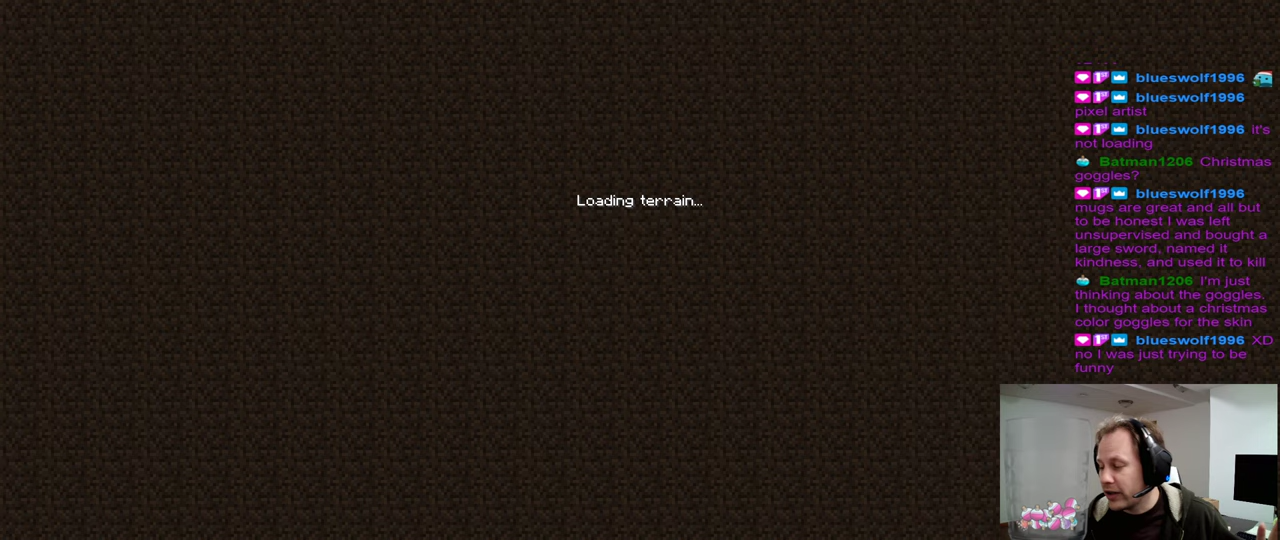 blueswolf1996
blueswolf1996
pixel artist
blueswolf1996 it's
not loading
Batman1206 Christmas
goggles?
blueswolf1996
mugs are great and all but
to be honest I was left
unsupervised and bought a
large sword, named it
kindness, and used it to kill
Loading terrain...
Batman1206 I'm just
thinking about the goggles.
I thought about a christmas
color goggles for the skin
blueswolf1996 XD
no I was just trying to be
funny